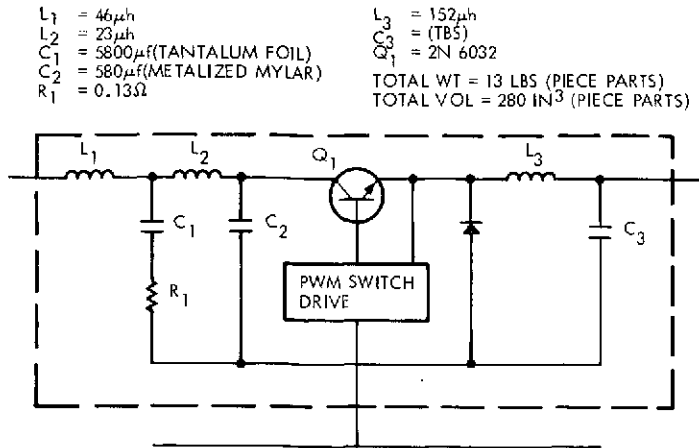 L1 = 46μh
L2 = 23μh
C1 = 5800μf(TANTALUM FOIL)
C2 = 580μf(METALIZED MYLAR)
R1 = 0.13Ω
L3 = 152μh
C3 = (TBS)
Q1 = 2N 6032
TOTAL WT = 13 LBS (PIECE PARTS)
TOTAL VOL = 280 IN3 (PIECE PARTS)
L1
L2
Q1
L3
C1
C2
C3
R1
PWM SWITCH
DRIVE